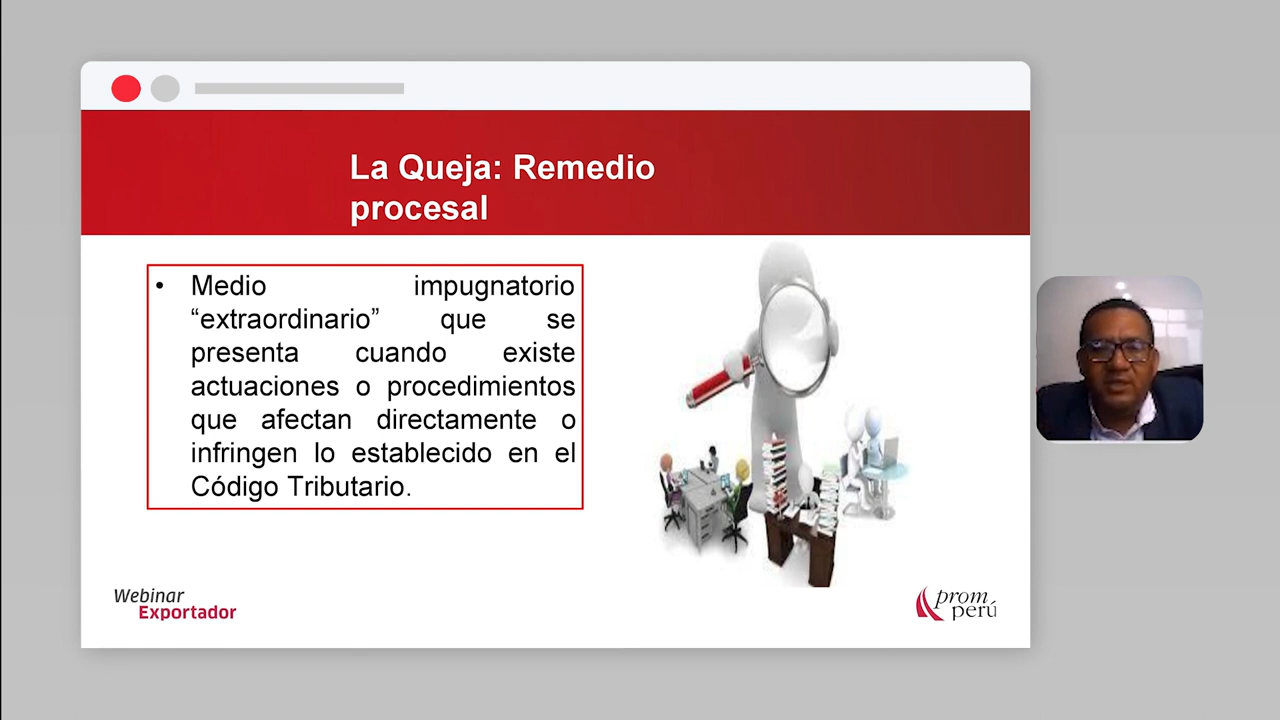 La Queja: Remedio
procesal
• Medio impugnatorio
“extraordinario” que se
presenta cuando existe
actuaciones o procedimientos
que afectan directamente o
infringen lo establecido en el
Código Tributario.
Webinar
Exportador
prom
perú